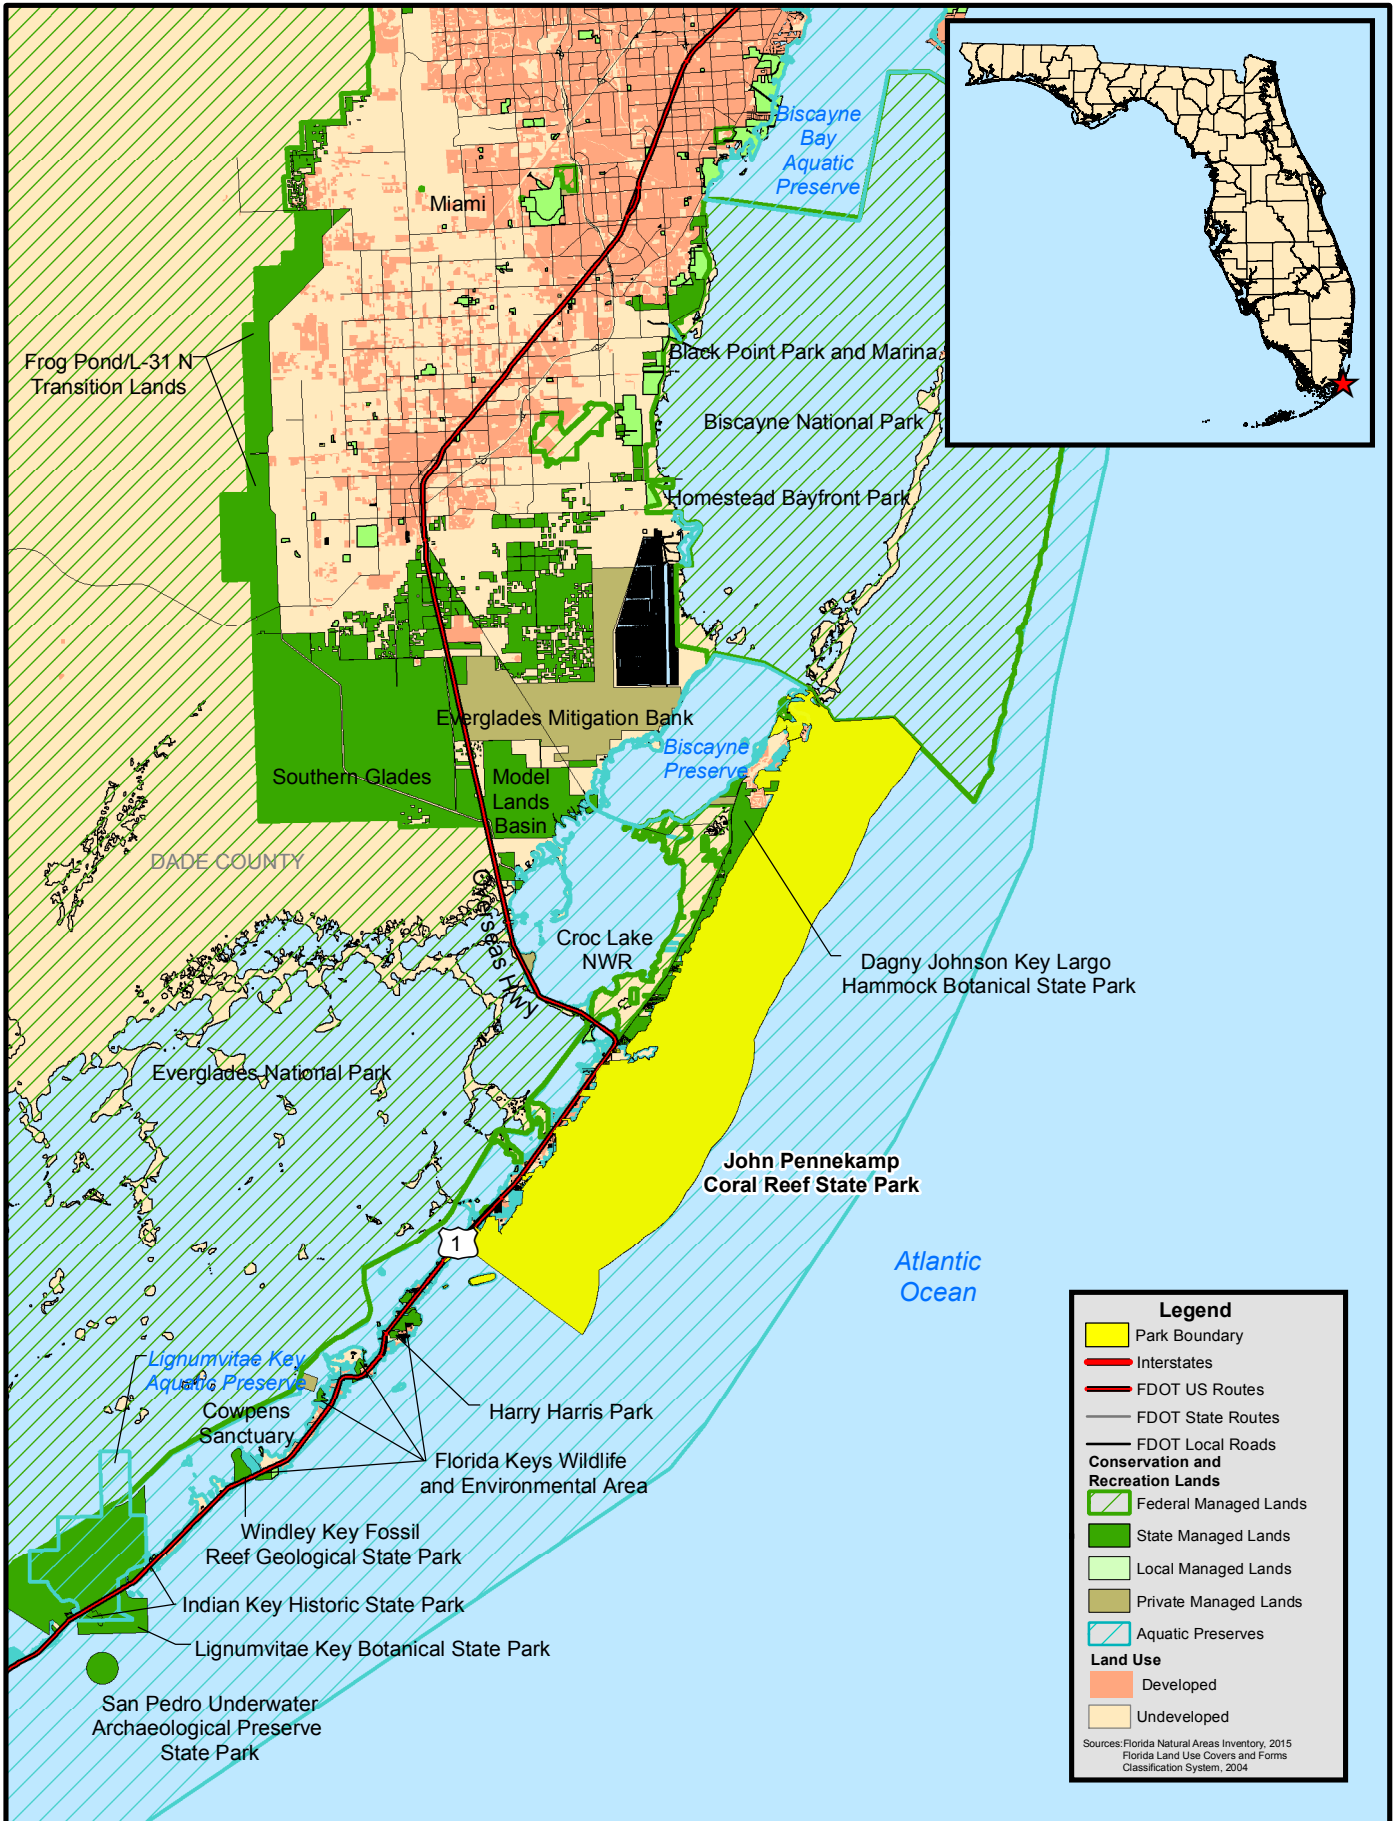 Biscayne
Bay
Aquatic
Preserve
Miami
Frog Pond/L-31 N
Transition Lands
Black Point Park and Marina
Biscayne National Park
Homestead Bayfront Park
Everglades Mitigation Bank
Biscayne
Preserve
Southern Glades
Model
Lands
Basin
DADE COUNTY
Overseas Hwy
Croc Lake
NWR
Dagny Johnson Key Largo
Hammock Botanical State Park
Everglades National Park
John Pennekamp
Coral Reef State Park
1
Atlantic
Ocean
Lignumvitae Key
Aquatic Preserve
Cowpens
Sanctuary
Harry Harris Park
Florida Keys Wildlife
and Environmental Area
Windley Key Fossil
Reef Geological State Park
Indian Key Historic State Park
Lignumvitae Key Botanical State Park
San Pedro Underwater
Archaeological Preserve
State Park
Legend
Park Boundary
Interstates
FDOT US Routes
FDOT State Routes
FDOT Local Roads
Conservation and
Recreation Lands
Federal Managed Lands
State Managed Lands
Local Managed Lands
Private Managed Lands
Aquatic Preserves
Land Use
Developed
Undeveloped
Sources:Florida Natural Areas Inventory, 2015
Florida Land Use Covers and Forms
Classification System, 2004